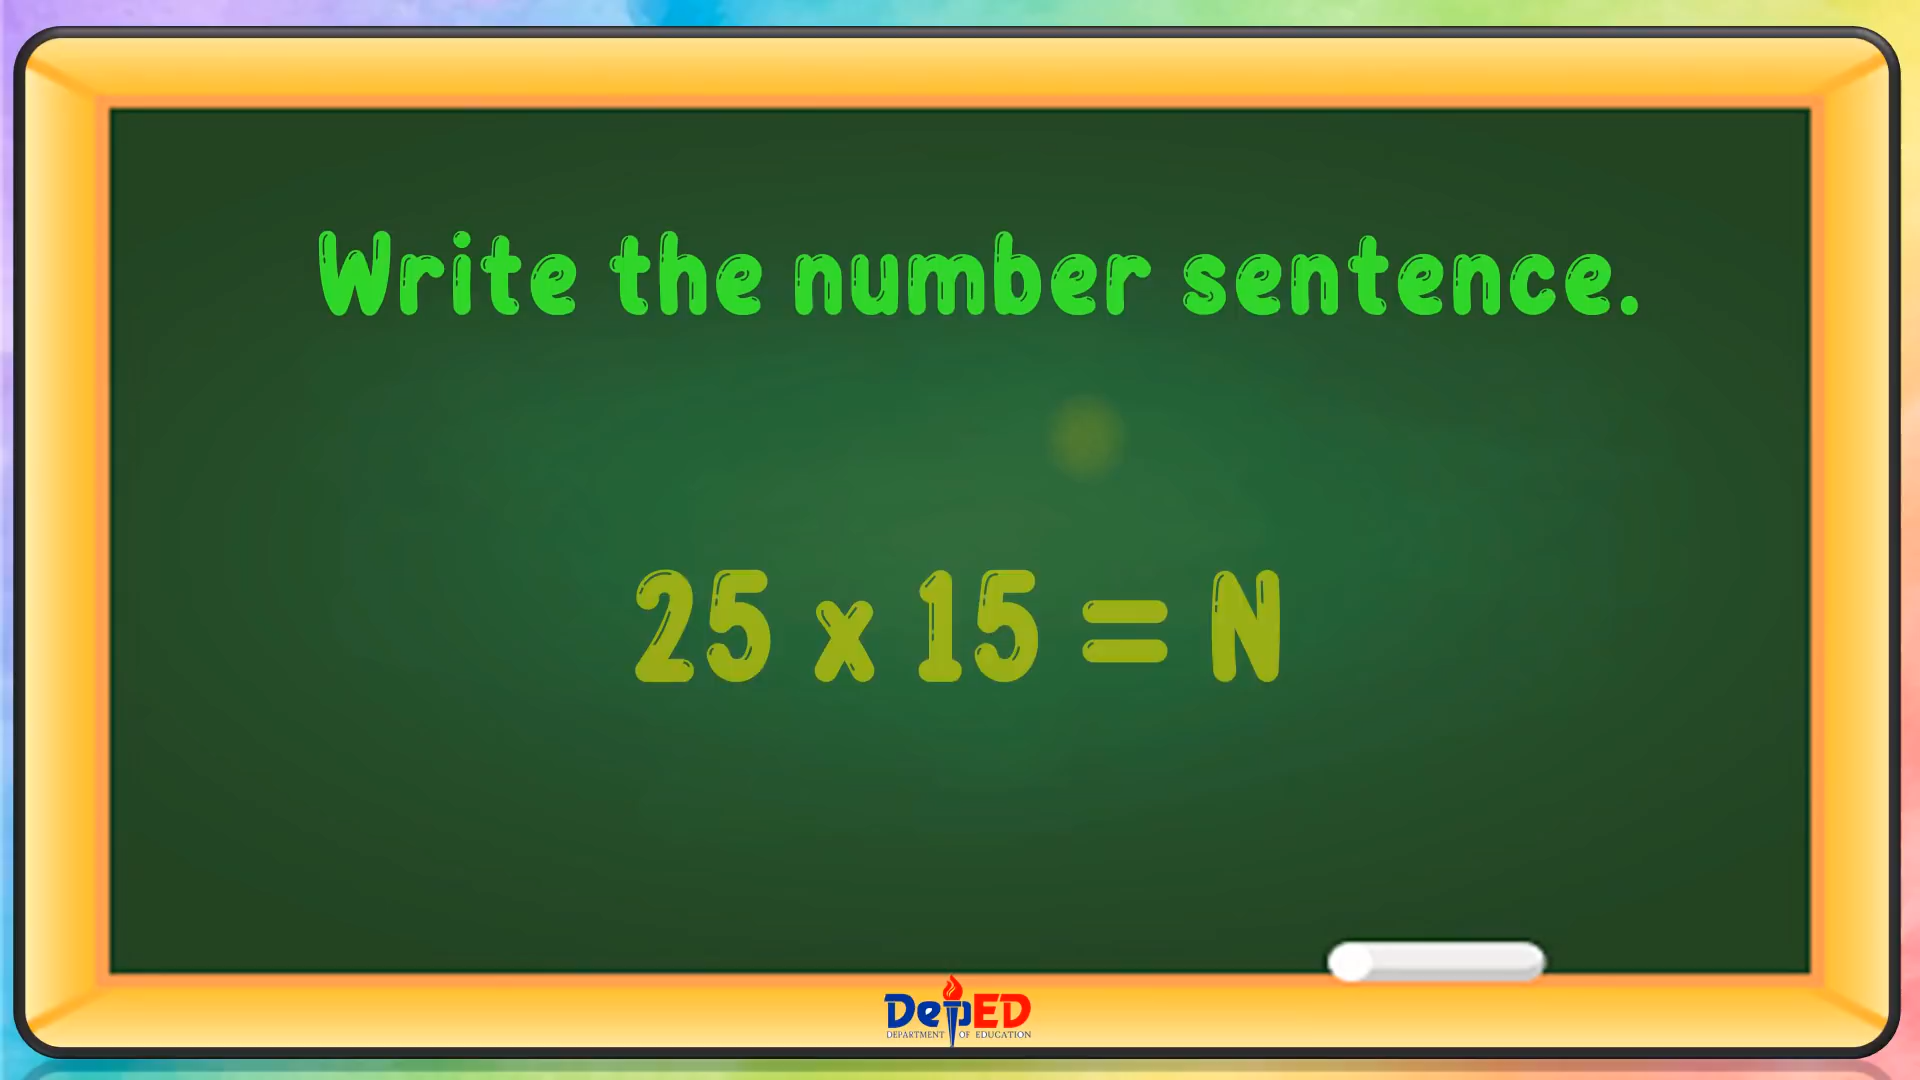 Write the number sentence.
25 x 15 = N
DepED
DEPARTMENT OF EDUCATION